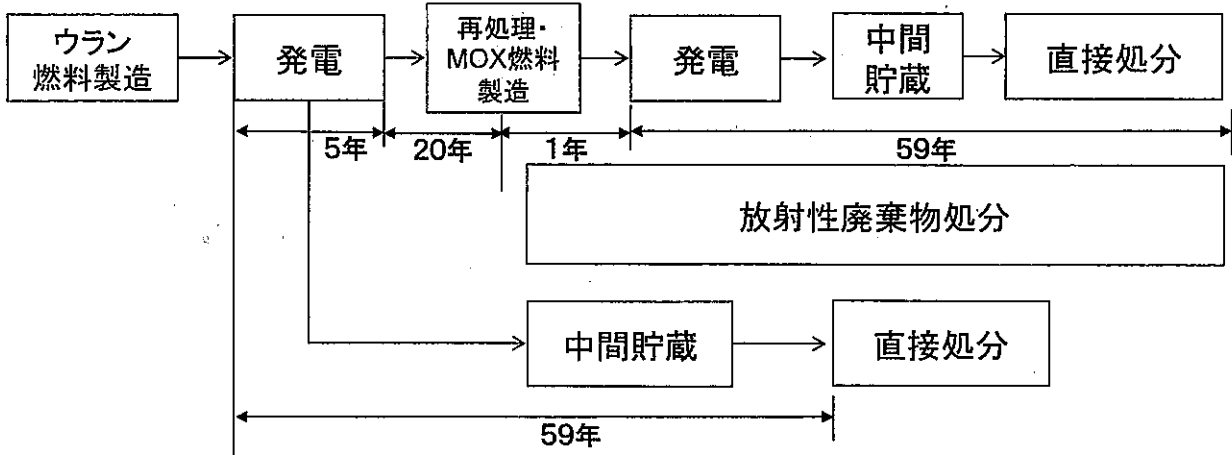 ウラン
燃料製造
発電
再処理・
MOX燃料
製造
発電
中間
貯蔵
直接処分
5年
20年
1年
59年
放射性廃棄物処分
中間貯蔵
直接処分
59年